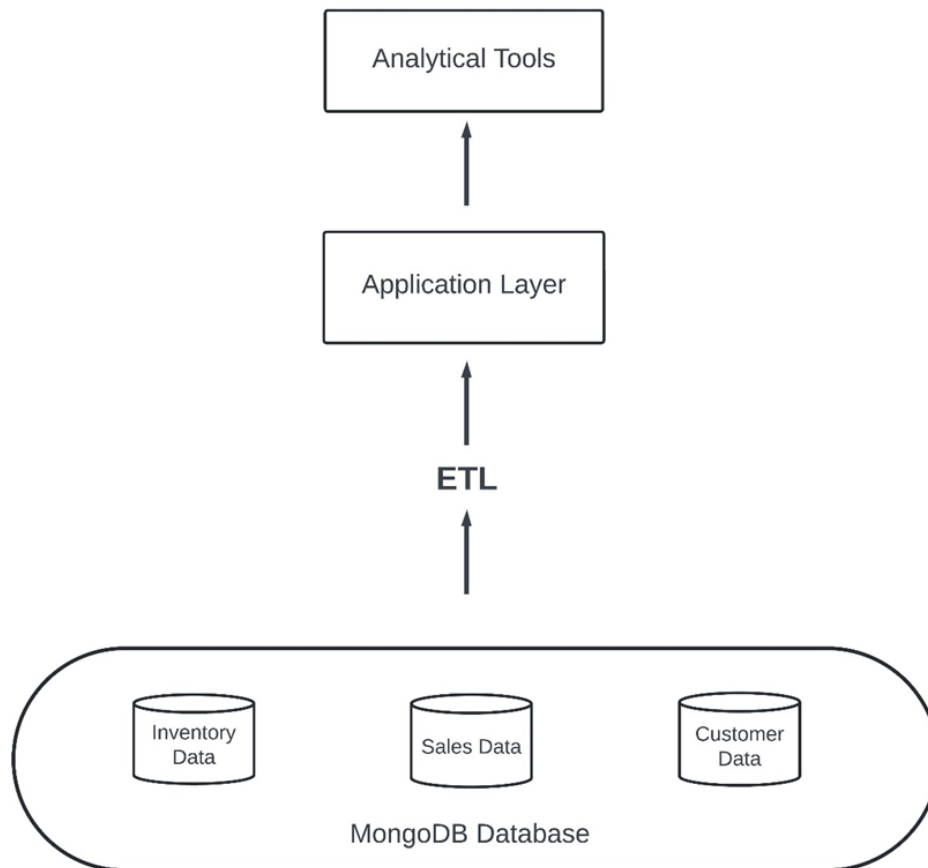 Analytical Tools
Application Layer
ETL
Inventory
Data
Sales Data
Customer
Data
MongoDB Database